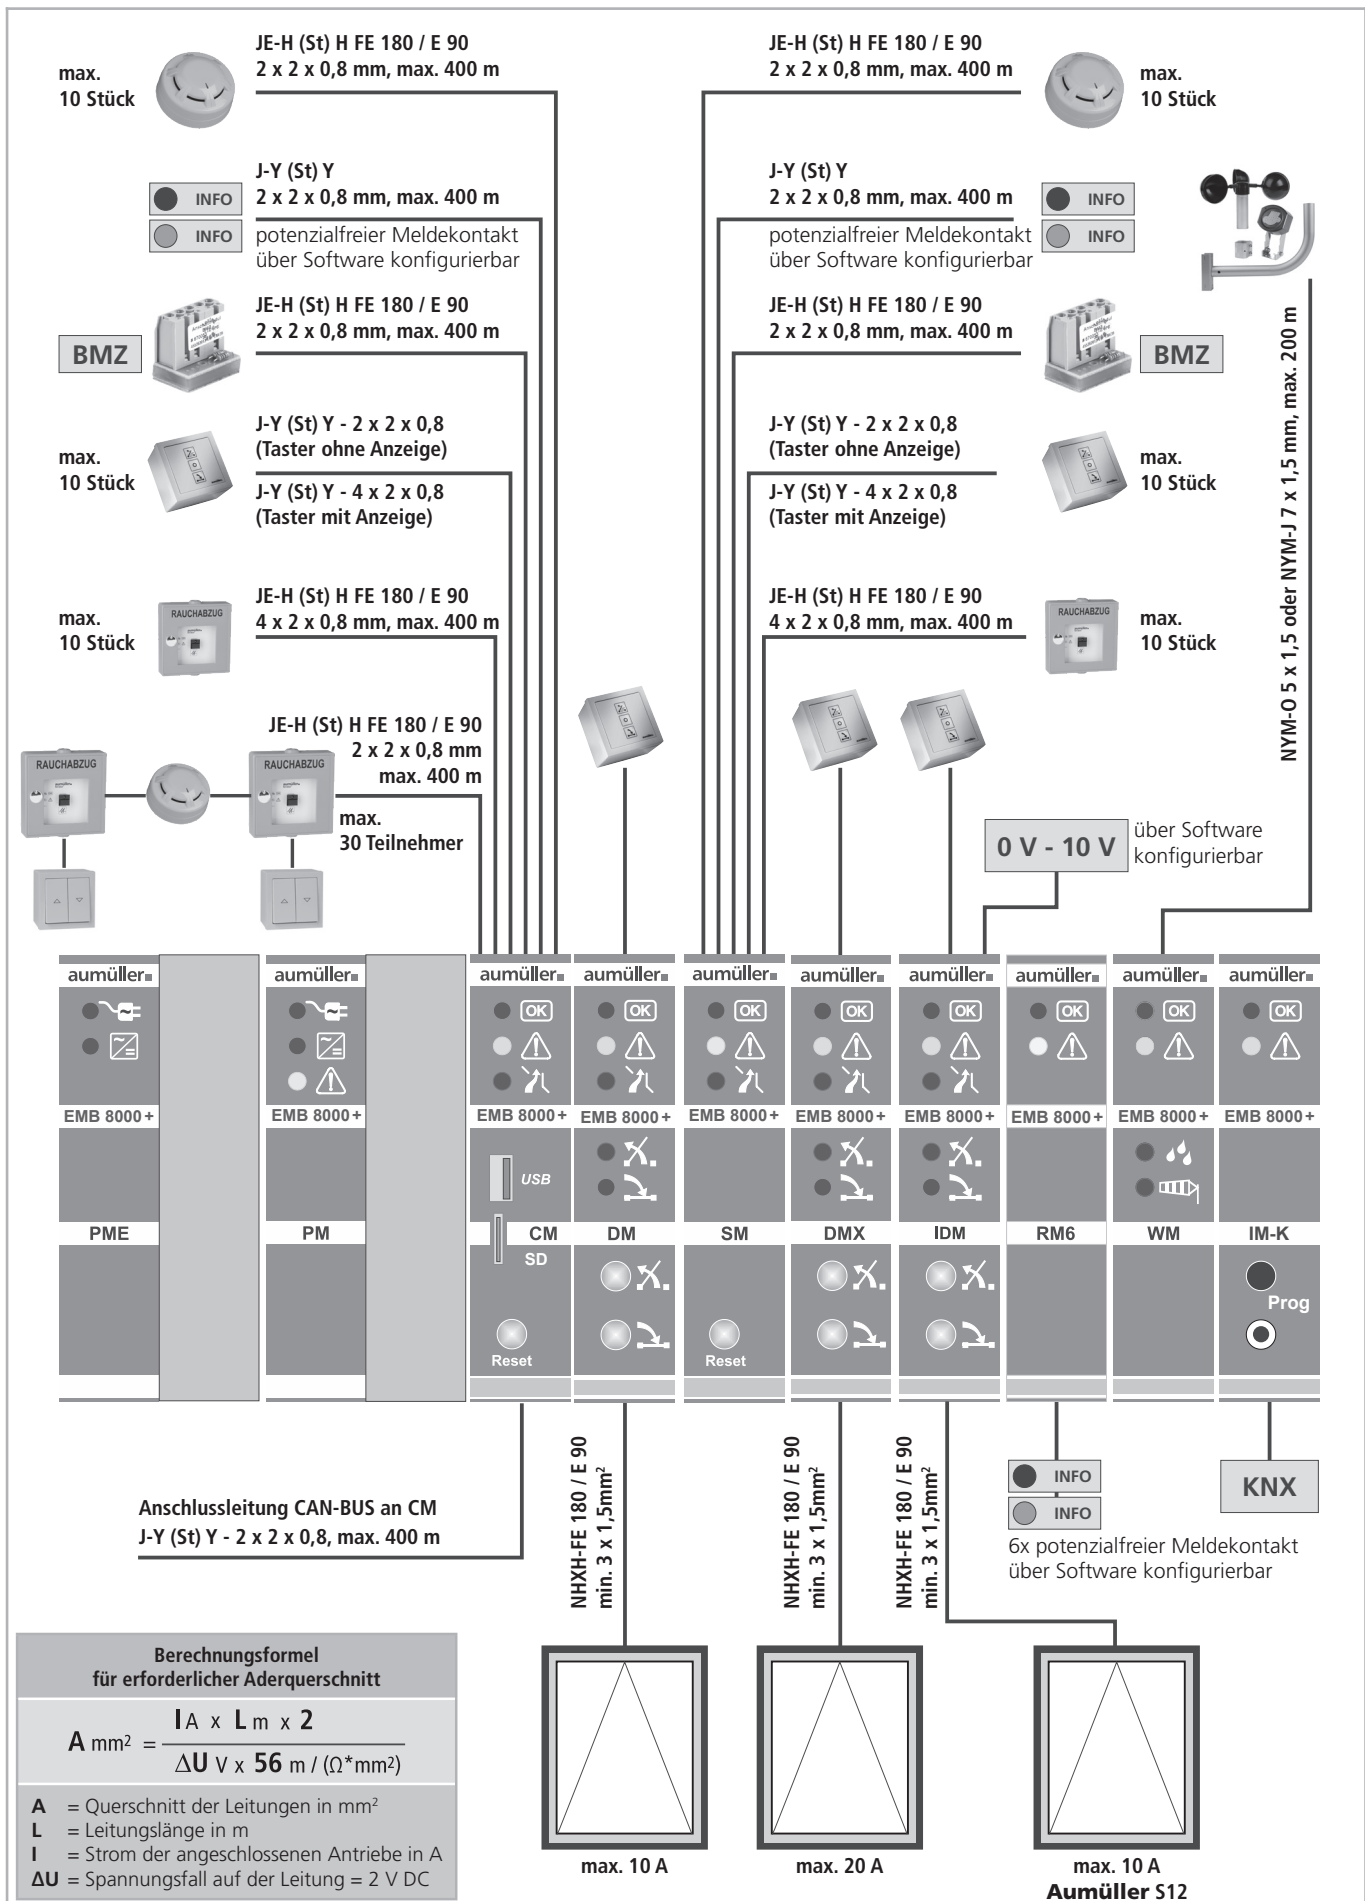 JE-H (St) H FE 180 / E 90
2 x 2 x 0,8 mm, max. 400 m
max.
10 Stück
JE-H (St) H FE 180 / E 90
2 x 2 x 0,8 mm, max. 400 m
max.
10 Stück
J-Y (St) Y
2 x 2 x 0,8 mm, max. 400 m
INFO
INFO
potenzialfreier Meldekontakt
über Software konfigurierbar
J-Y (St) Y
2 x 2 x 0,8 mm, max. 400 m
INFO
INFO
potenzialfreier Meldekontakt
über Software konfigurierbar
JE-H (St) H FE 180 / E 90
2 x 2 x 0,8 mm, max. 400 m
BMZ
JE-H (St) H FE 180 / E 90
2 x 2 x 0,8 mm, max. 400 m
BMZ
NYM-O 5 x 1,5 oder NYM-J 7 x 1,5 mm, max. 200 m
J-Y (St) Y - 2 x 2 x 0,8
(Taster ohne Anzeige)
max.
10 Stück
J-Y (St) Y - 4 x 2 x 0,8
(Taster mit Anzeige)
J-Y (St) Y - 2 x 2 x 0,8
(Taster ohne Anzeige)
max.
10 Stück
J-Y (St) Y - 4 x 2 x 0,8
(Taster mit Anzeige)
JE-H (St) H FE 180 / E 90
4 x 2 x 0,8 mm, max. 400 m
max.
10 Stück
RAUCHABZUG
JE-H (St) H FE 180 / E 90
4 x 2 x 0,8 mm, max. 400 m
RAUCHABZUG
max.
10 Stück
JE-H (St) H FE 180 / E 90
2 x 2 x 0,8 mm
max. 400 m
RAUCHABZUG
aumüller
RAUCHABZUG
aumüller
max.
30 Teilnehmer
0 V - 10 V
über Software
konfigurierbar
aumüller aumüller aumüller aumüller aumüller aumüller aumüller aumüller aumüller aumüller
OK OK OK OK OK OK OK OK
EMB 8000+ EMB 8000+ EMB 8000+ EMB 8000+ EMB 8000+ EMB 8000+ EMB 8000+ EMB 8000+ EMB 8000+ EMB 8000+
USB
PME PM CM DM SM DMX IDM RM6 WM IM-K
SD
Prog
Reset Reset
Anschlussleitung CAN-BUS an CM
J-Y (St) Y - 2 x 2 x 0,8, max. 400 m
NHXH-FE 180 / E 90
min. 3 x 1,5mm²
NHXH-FE 180 / E 90
min. 3 x 1,5mm²
NHXH-FE 180 / E 90
min. 3 x 1,5mm²
INFO
INFO
6x potenzialfreier Meldekontakt
über Software konfigurierbar
KNX
Berechnungsformel
für erforderlicher Aderquerschnitt
A mm² = I A x L m x 2
ΔU V x 56 m / (Ω*mm²)
A = Querschnitt der Leitungen in mm²
L = Leitungslänge in m
I = Strom der angeschlossenen Antriebe in A
ΔU = Spannungsfall auf der Leitung = 2 V DC
max. 10 A
max. 20 A
max. 10 A
Aumüller S12